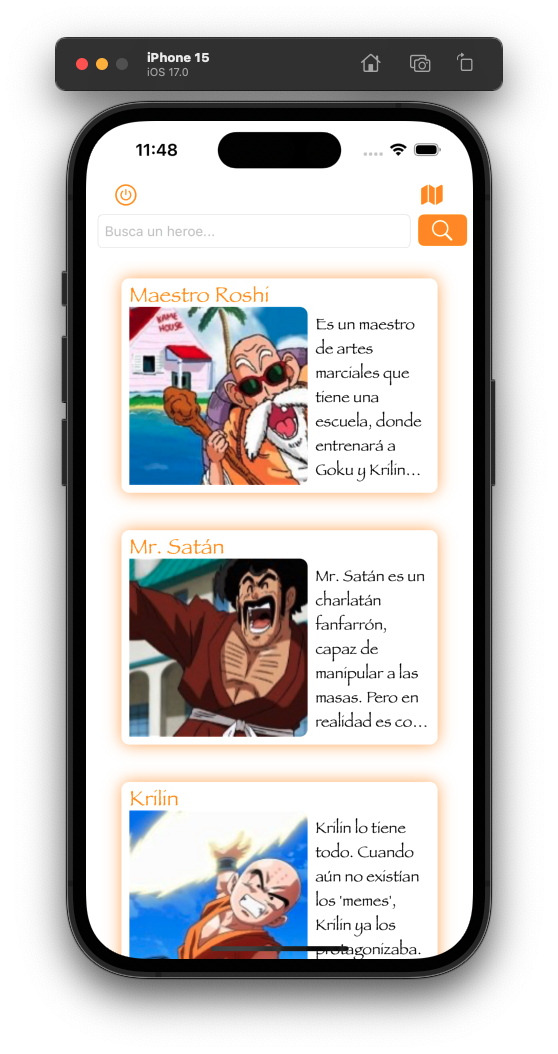 iPhone 15
iOS 17.0
11:48
Busca un heroe...
Maestro Roshi
KAME
HOUSE
Es un maestro
de artes
marciales que
tiene una
escuela, donde
entrenará a
Goku y Krilin...
Mr. Satán
Mr. Satán es un
charlatán
fanfarrón,
capaz de
manipular a las
masas. Pero en
realidad es co...
Krilin
Krilin lo tiene
todo. Cuando
aún no existían
los 'memes',
Krilin ya los
protagonizaba.